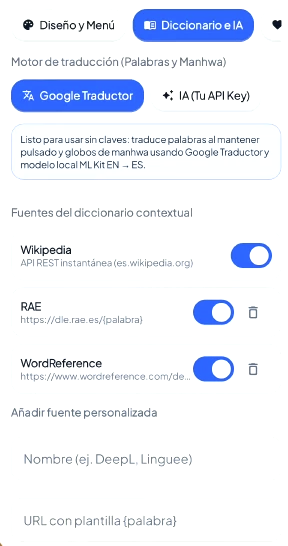 Diseño y Menú
Diccionario e IA
Motor de traducción (Palabras y Manhwa)
Google Traductor
IA (Tu API Key)
Listo para usar sin claves: traduce palabras al mantener
pulsado y globos de manhwa usando Google Traductor y
modelo local ML Kit EN → ES.
Fuentes del diccionario contextual
Wikipedia
API REST instantánea (es.wikipedia.org)
RAE
https://dle.rae.es/{palabra}
WordReference
https://www.wordreference.com/de...
Añadir fuente personalizada
Nombre (ej. DeepL, Linguee)
URL con plantilla {palabra}